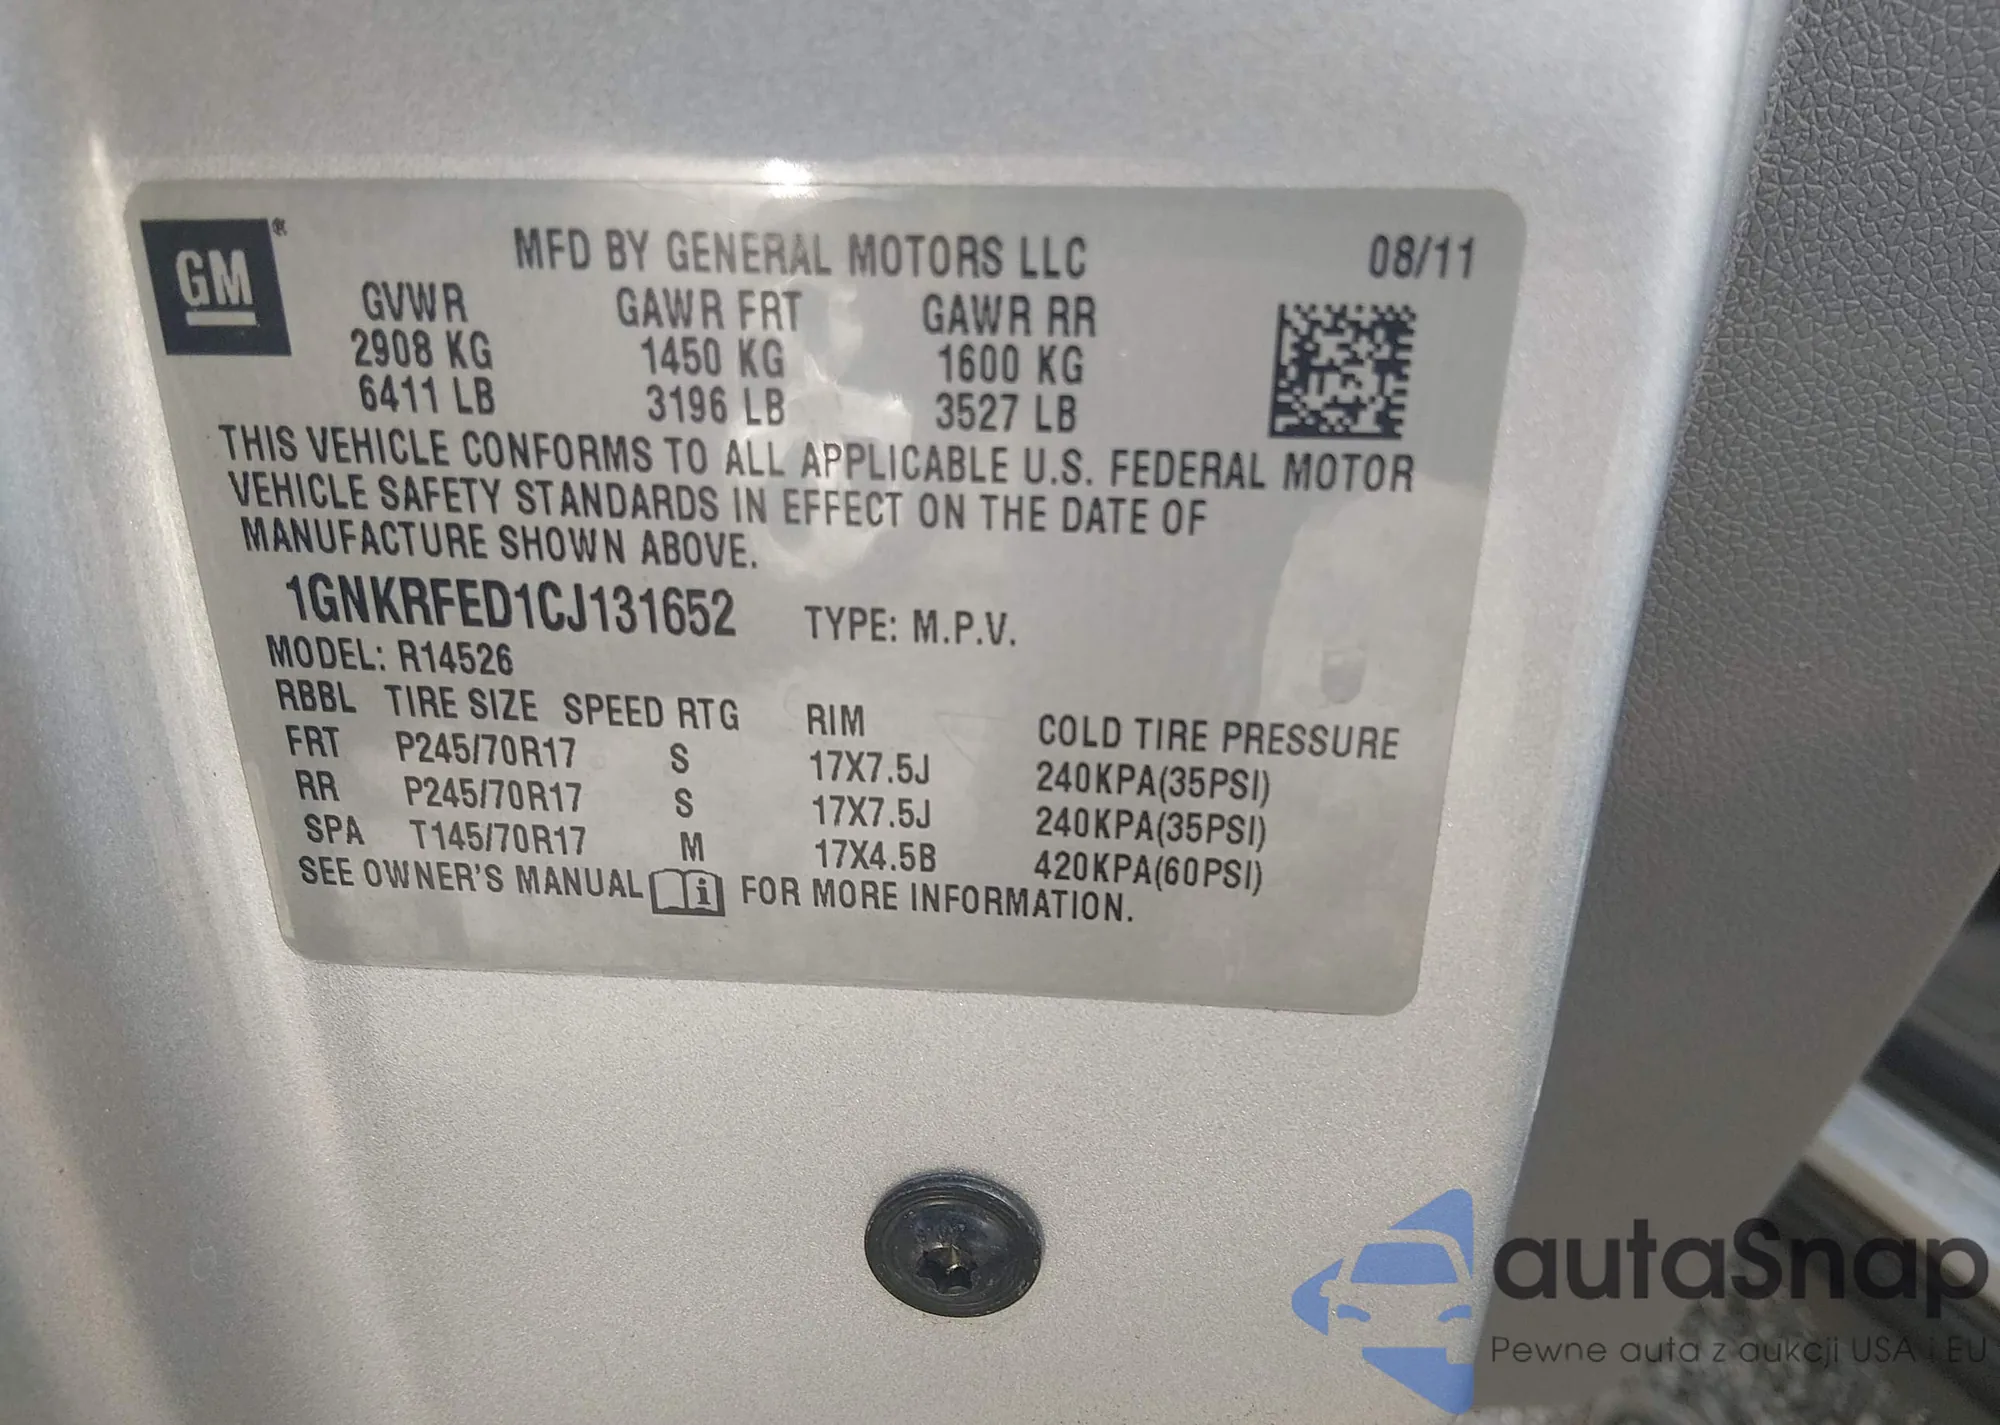 GM®
MFD BY GENERAL MOTORS LLC 08/11
GVWR GAWR FRT GAWR RR
2908 KG 1450 KG 1600 KG
6411 LB 3196 LB 3527 LB
THIS VEHICLE CONFORMS TO ALL APPLICABLE U.S. FEDERAL MOTOR
VEHICLE SAFETY STANDARDS IN EFFECT ON THE DATE OF
MANUFACTURE SHOWN ABOVE.
1GNKRFED1CJ131652 TYPE: M.P.V.
MODEL: R14526
RBBL TIRE SIZE SPEED RTG RIM COLD TIRE PRESSURE
FRT P245/70R17 S 17X7.5J 240KPA(35PSI)
RR P245/70R17 S 17X7.5J 240KPA(35PSI)
SPA T145/70R17 M 17X4.5B 420KPA(60PSI)
SEE OWNER'S MANUAL i FOR MORE INFORMATION.
autaSnap
Pewne auta z aukcji USA i EU